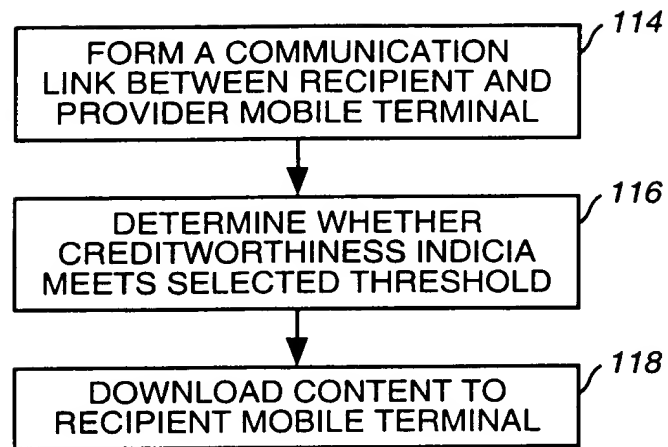 114
FORM A COMMUNICATION
LINK BETWEEN RECIPIENT AND
PROVIDER MOBILE TERMINAL
116
DETERMINE WHETHER
CREDITWORTHINESS INDICIA
MEETS SELECTED THRESHOLD
118
DOWNLOAD CONTENT TO
RECIPIENT MOBILE TERMINAL